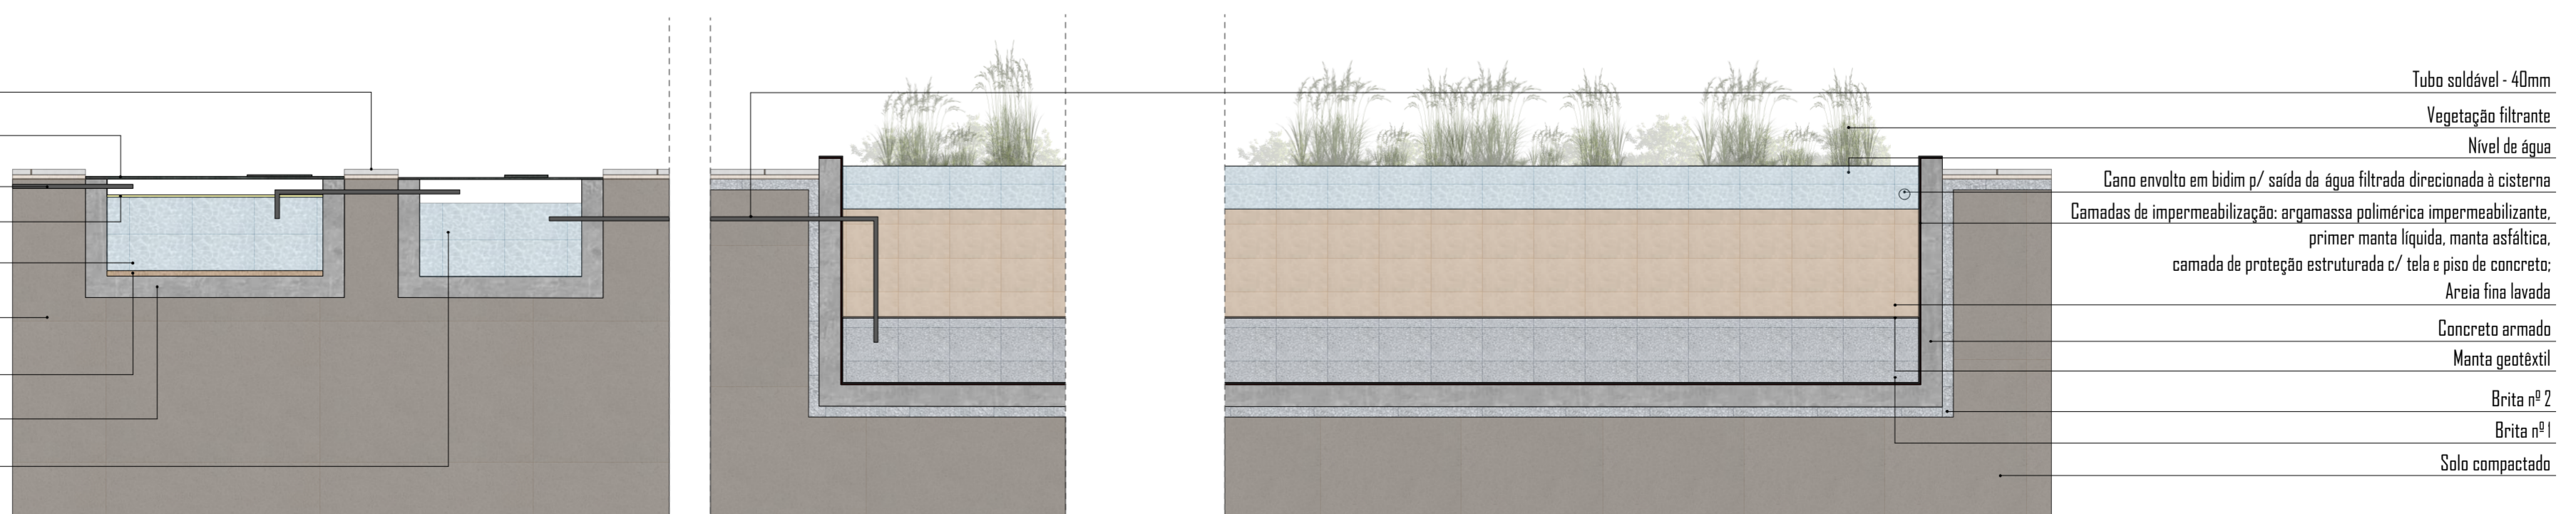 Tubo soldável - 40mm
Vegetação filtrante
Nível de água
Cano envolto em bidim p/ saída da água filtrada direcionada à cisterna
Camadas de impermeabilização: argamassa polimérica impermeabilizante,
primer manta líquida, manta asfáltica,
camada de proteção estruturada c/ tela e piso de concreto;
Areia fina lavada
Concreto armado
Manta geotêxtil
Brita nº 2
Brita nº 1
Solo compactado